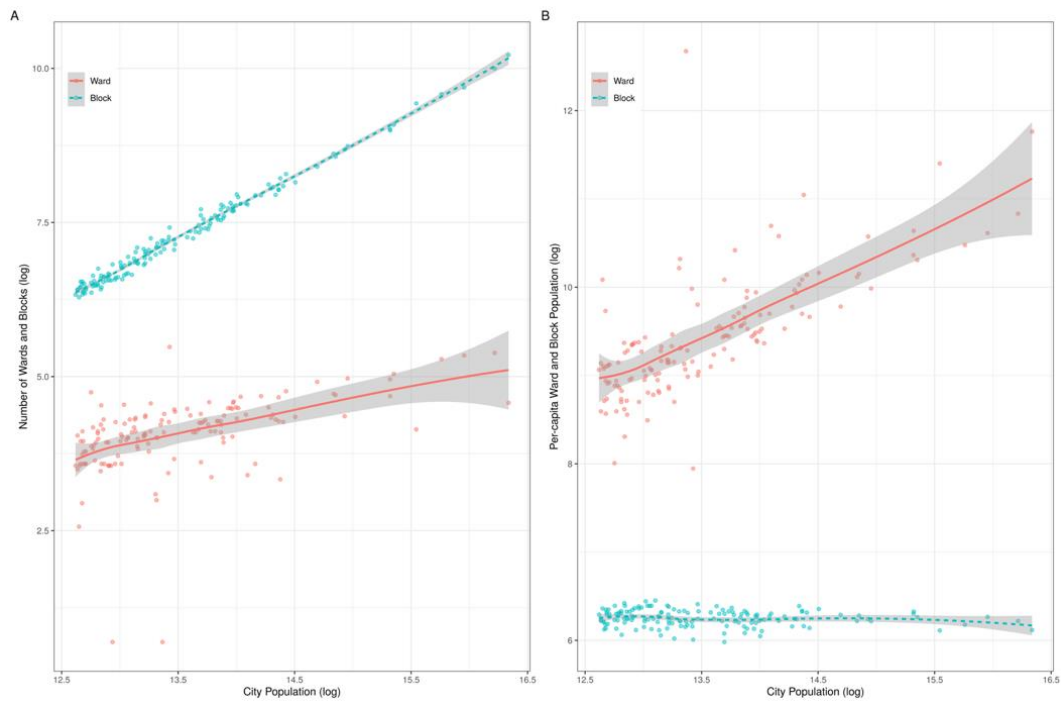 A
Number of Wards and Blocks (log)
10.0
7.5
5.0
2.5
Ward
Block
12.5 13.5 14.5 15.5 16.5
City Population (log)
B
Per-capita Ward and Block Population (log)
12
10
8
6
Ward
Block
12.5 13.5 14.5 15.5 16.5
City Population (log)